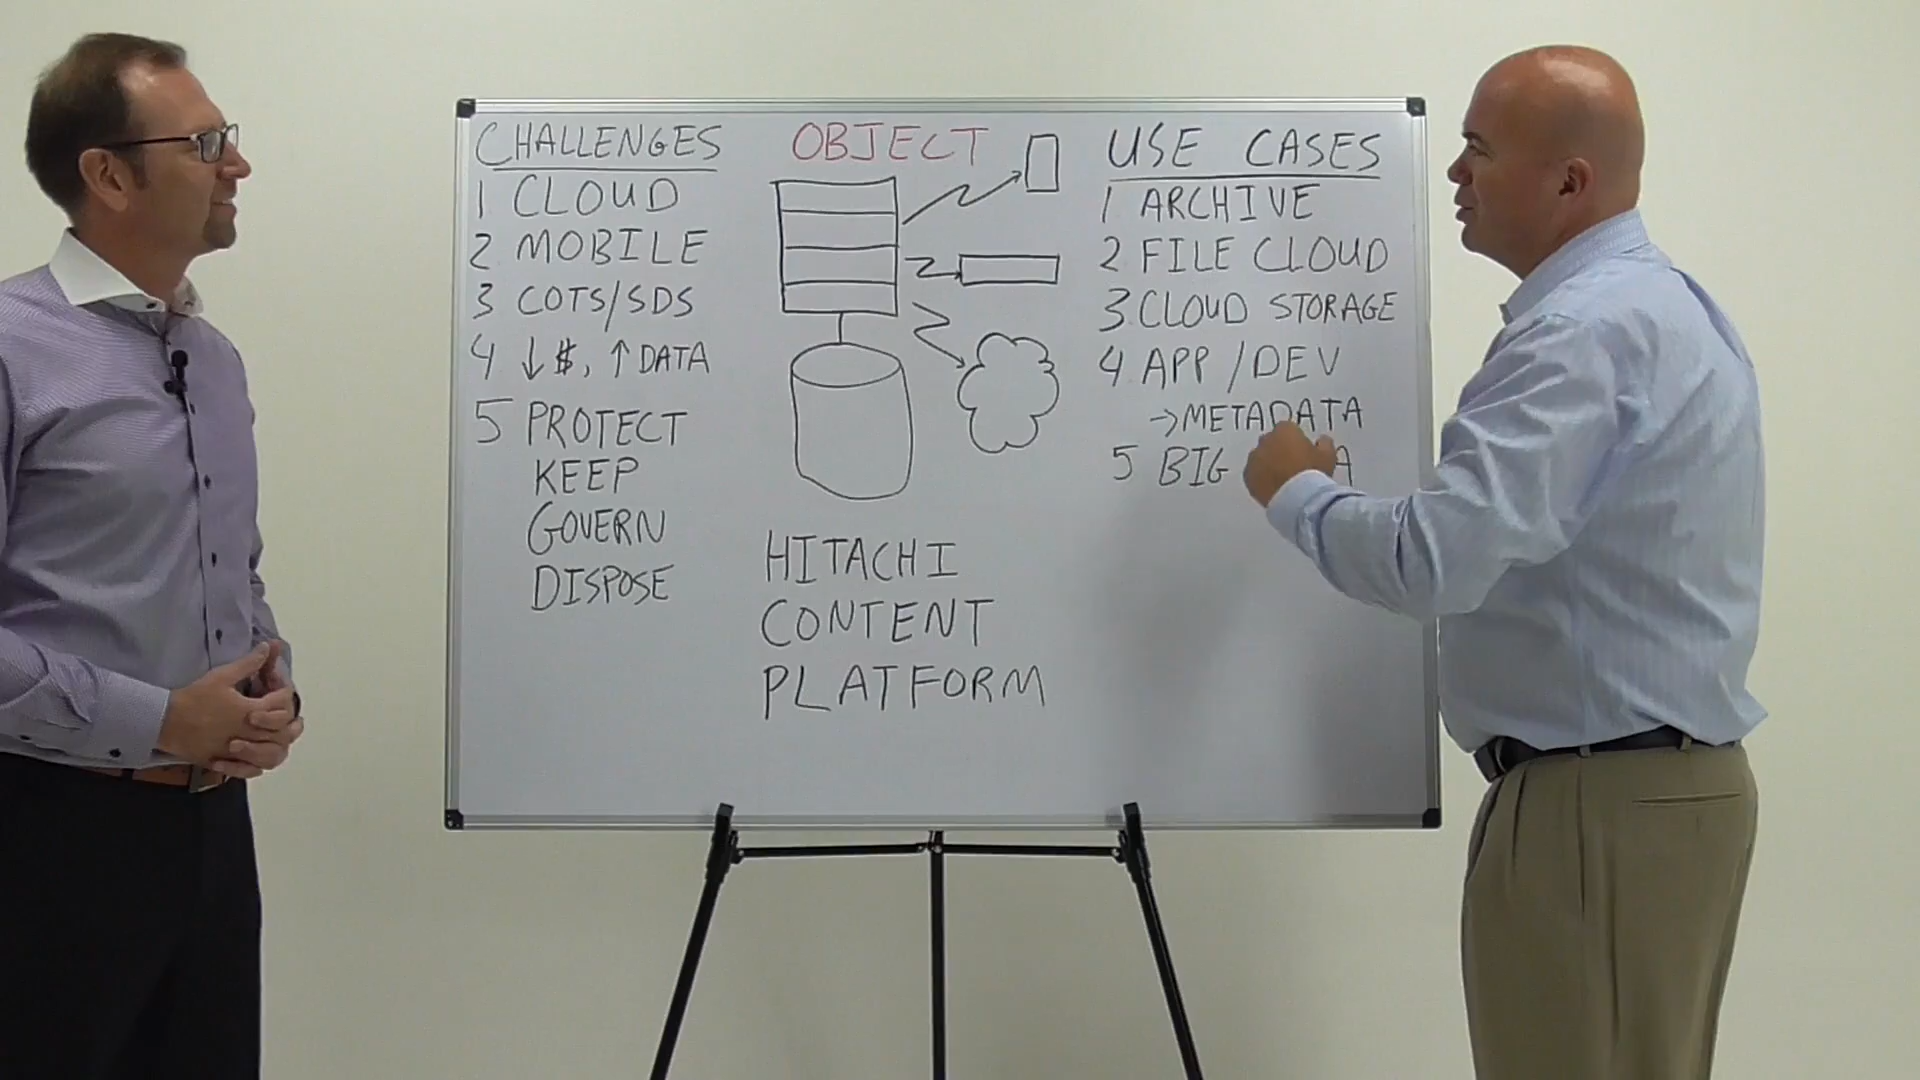 CHALLENGES
1 CLOUD
2 MOBILE
3 COTS/SDS
4 ↓$, ↑DATA
5 PROTECT
KEEP
GOVERN
DISPOSE
OBJECT
HITACHI
CONTENT
PLATFORM
USE CASES
1 ARCHIVE
2 FILE CLOUD
3 CLOUD STORAGE
4 APP/DEV
→METADATA
5 BIG